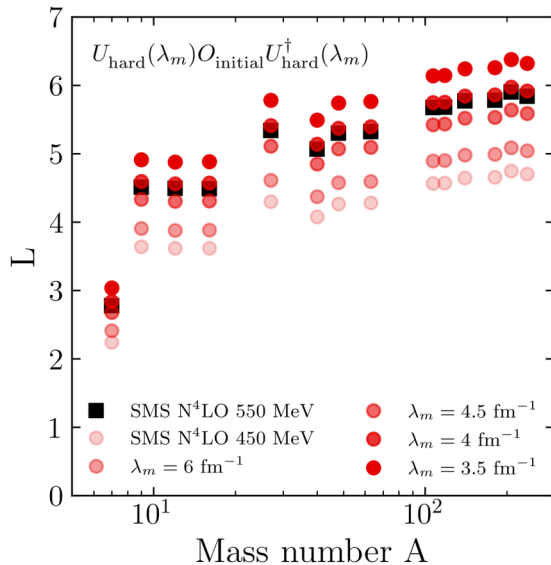 U_hard(λ_m)O_initialU†_hard(λ_m)
7
6
5
4
3
2
1
0
L
10¹
10²
Mass number A
SMS N⁴LO 550 MeV
SMS N⁴LO 450 MeV
λ_m = 6 fm⁻¹
λ_m = 4.5 fm⁻¹
λ_m = 4 fm⁻¹
λ_m = 3.5 fm⁻¹